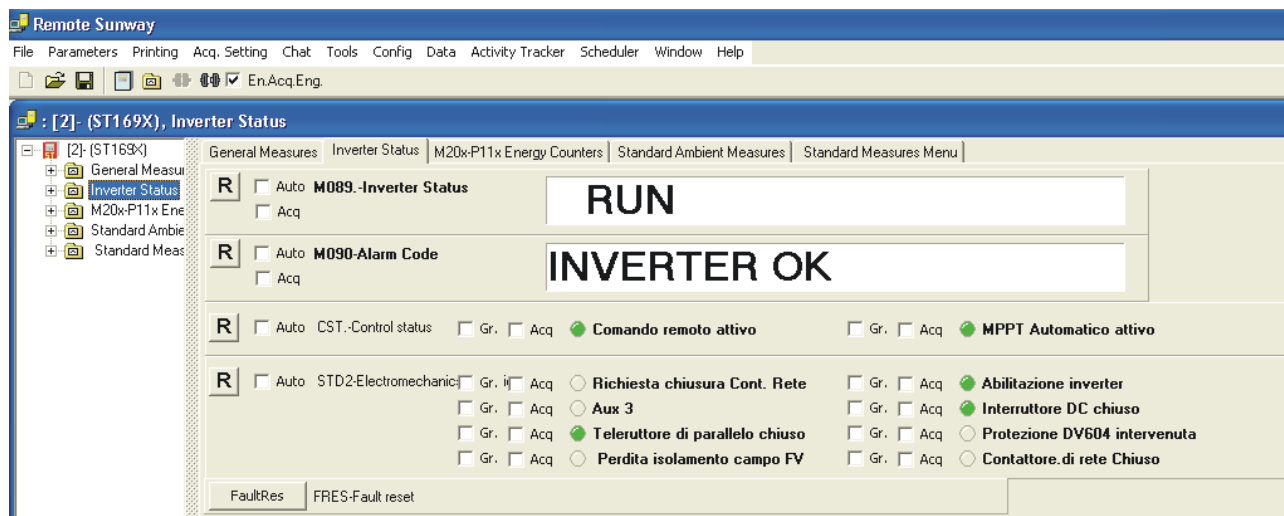 Remote Sunway
File Parameters Printing Acq. Setting Chat Tools Config Data Activity Tracker Scheduler Window Help
En.Acq.Eng.
: [2]- (ST169X), Inverter Status
[2]- (ST169X)
General Measu
Inverter Status
M20x-P11x Ene
Standard Ambie
Standard Meas
General Measures Inverter Status M20x-P11x Energy Counters Standard Ambient Measures Standard Measures Menu
R Auto M089.-Inverter Status RUN
Acq
R Auto M090-Alarm Code INVERTER OK
Acq
R Auto CST.-Control status Gr. Acq Comando remoto attivo Gr. Acq MPPT Automatico attivo
R Auto STD2-Electromechanic Gr. Acq Richiesta chiusura Cont. Rete Gr. Acq Abilitazione inverter
Gr. Acq Aux 3 Gr. Acq Interruttore DC chiuso
Gr. Acq Teleruttore di parallelo chiuso Gr. Acq Protezione DV604 intervenuta
Gr. Acq Perdita isolamento campo FV Gr. Acq Contattore.di rete Chiuso
FaultRes FRES-Fault reset